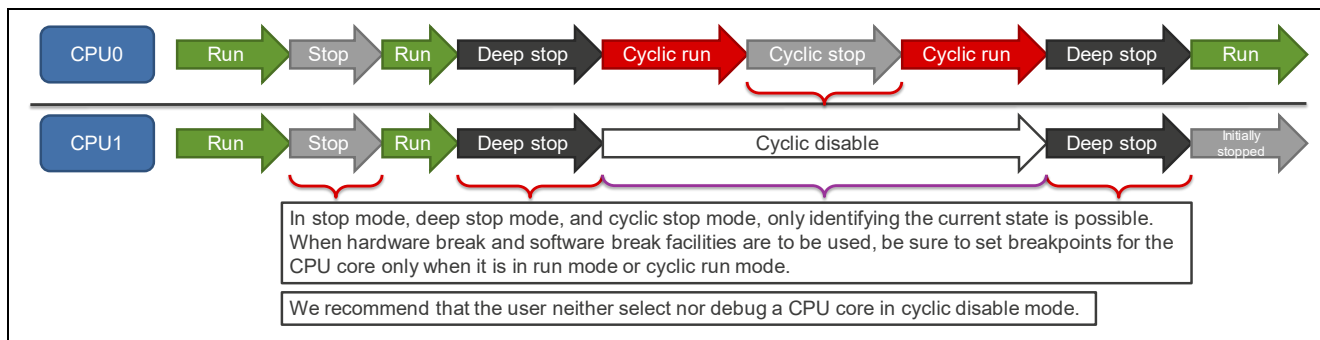 CPU0 Run Stop Run Deep stop Cyclic run Cyclic stop Cyclic run Deep stop Run
CPU1 Run Stop Run Deep stop Cyclic disable Deep stop Initially
stopped
In stop mode, deep stop mode, and cyclic stop mode, only identifying the current state is possible.
When hardware break and software break facilities are to be used, be sure to set breakpoints for the
CPU core only when it is in run mode or cyclic run mode.
We recommend that the user neither select nor debug a CPU core in cyclic disable mode.